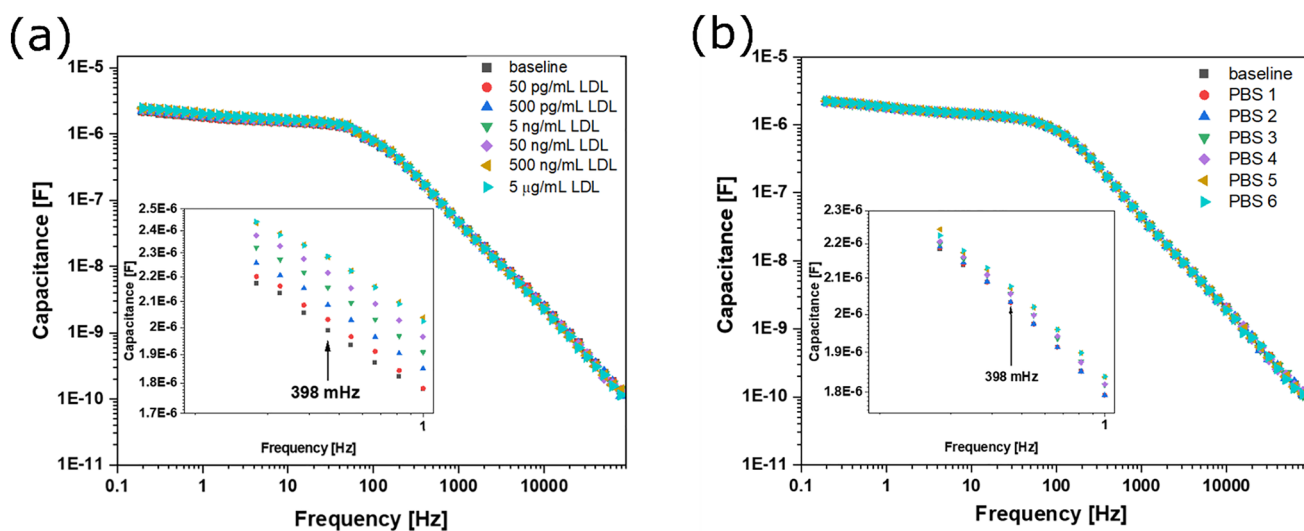 (a)
1E-5
1E-6
1E-7
1E-8
1E-9
1E-10
1E-11
Capacitance [F]
baseline
50 pg/mL LDL
500 pg/mL LDL
5 ng/mL LDL
50 ng/mL LDL
500 ng/mL LDL
5 μg/mL LDL
2.5E-6
2.4E-6
2.3E-6
2.2E-6
2.1E-6
2E-6
1.9E-6
1.8E-6
1.7E-6
Capacitance [F]
398 mHz
1
Frequency [Hz]
0.1 1 10 100 1000 10000
Frequency [Hz]
(b)
1E-5
1E-6
1E-7
1E-8
1E-9
1E-10
1E-11
Capacitance [F]
baseline
PBS 1
PBS 2
PBS 3
PBS 4
PBS 5
PBS 6
2.3E-6
2.2E-6
2.1E-6
2E-6
1.9E-6
1.8E-6
Capacitance [F]
398 mHz
1
Frequency [Hz]
0.1 1 10 100 1000 10000
Frequency [Hz]